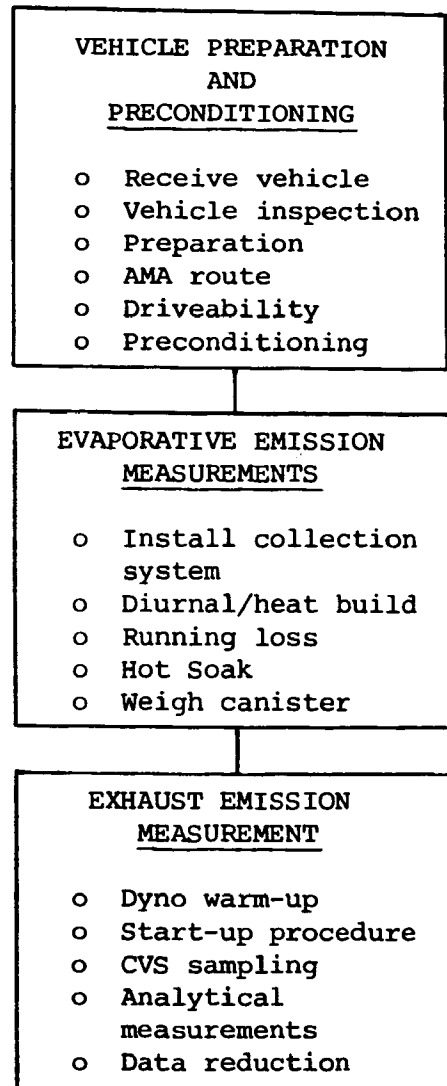 VEHICLE PREPARATION
AND
PRECONDITIONING
o Receive vehicle
o Vehicle inspection
o Preparation
o AMA route
o Driveability
o Preconditioning
EVAPORATIVE EMISSION
MEASUREMENTS
o Install collection
system
o Diurnal/heat build
o Running loss
o Hot Soak
o Weigh canister
EXHAUST EMISSION
MEASUREMENT
o Dyno warm-up
o Start-up procedure
o CVS sampling
o Analytical
measurements
o Data reduction